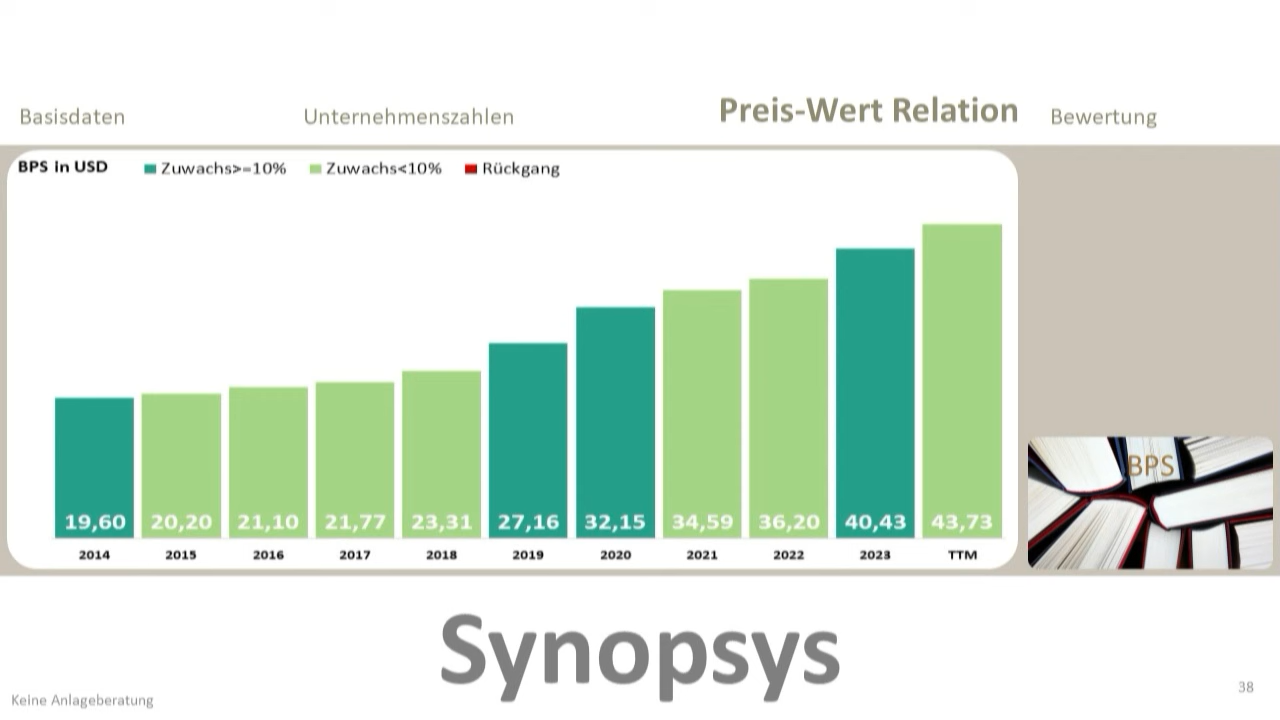 Basisdaten Unternehmenszahlen Preis-Wert Relation Bewertung
BPS in USD Zuwachs>=10% Zuwachs<10% Rückgang
19,60 20,20 21,10 21,77 23,31 27,16 32,15 34,59 36,20 40,43 43,73
2014 2015 2016 2017 2018 2019 2020 2021 2022 2023 TTM
BPS
Synopsys
Keine Anlageberatung
38